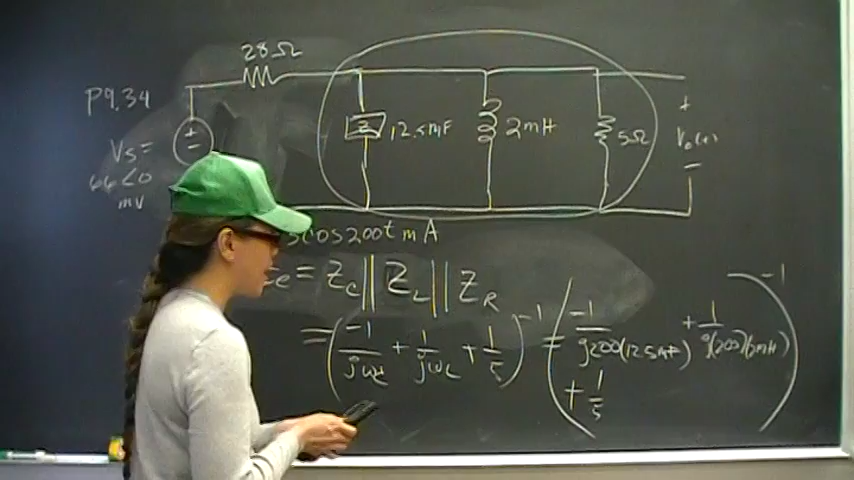 28Ω
P9.34
12.5mF
2mH
5Ω
+
Vo(t)
−
Vs=
66<0
mV
cos200t mA
e = ZC || ZL || ZR
= (-1/jωc + 1/jωL + 1/5)^-1 = (-1/j200(12.5mF) + 1/j(200)(2mH)
+ 1/5)^-1